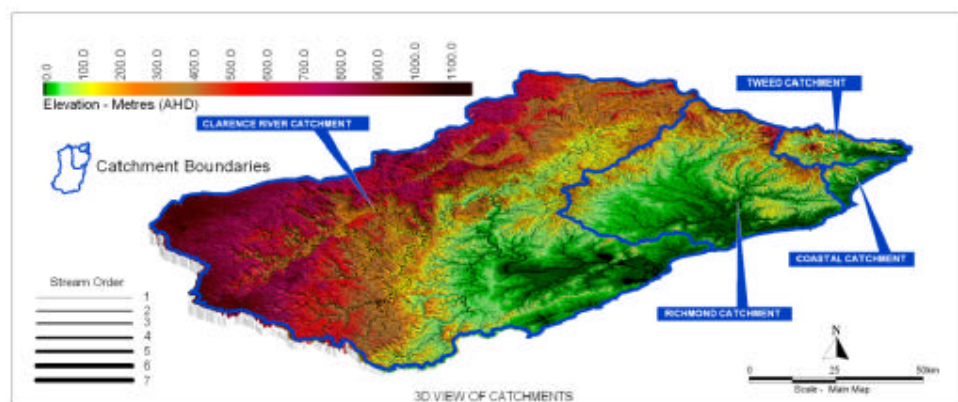 0.0 100.0 200.0 300.0 400.0 500.0 600.0 700.0 800.0 900.0 1000.0 1100.0
Elevation - Metres (AHD)
TWEED CATCHMENT
CLARENCE RIVER CATCHMENT
Catchment Boundaries
COASTAL CATCHMENT
Stream Order
1
2
3
4
5
6
7
RICHMOND CATCHMENT
N
0 25 50km
Scale - Main Map
3D VIEW OF CATCHMENTS